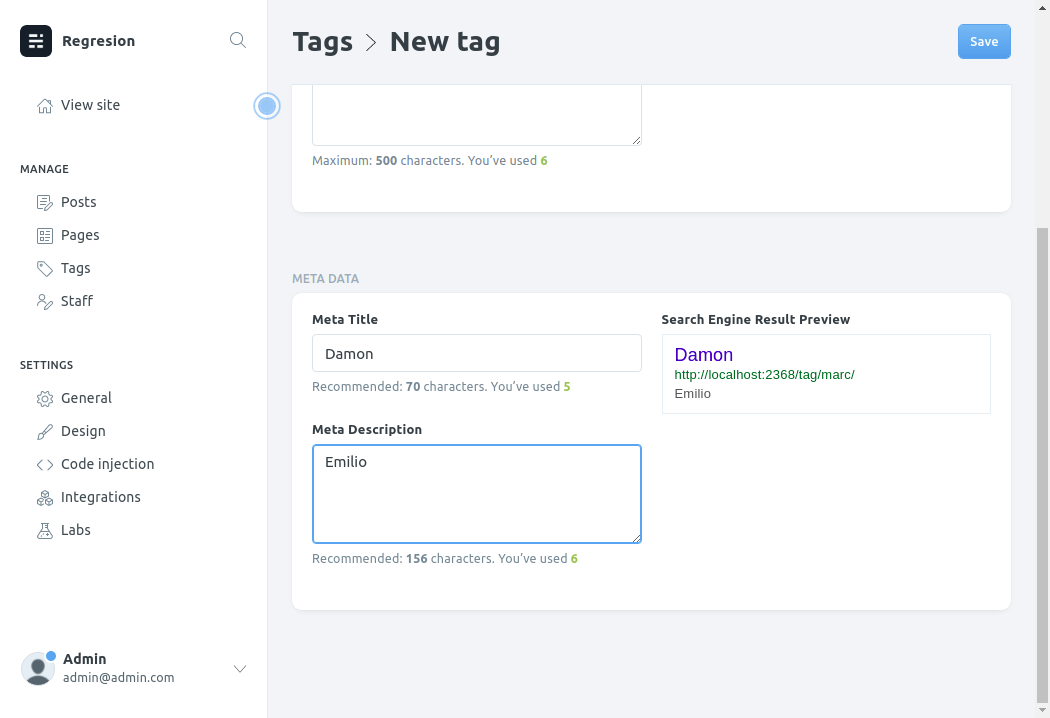 Regresion
View site
MANAGE
Posts
Pages
Tags
Staff
SETTINGS
General
Design
Code injection
Integrations
Labs
Admin
admin@admin.com
Tags > New tag
Save
Maximum: 500 characters. You’ve used 6
META DATA
Meta Title
Damon
Recommended: 70 characters. You’ve used 5
Meta Description
Emilio
Recommended: 156 characters. You’ve used 6
Search Engine Result Preview
Damon
http://localhost:2368/tag/marc/
Emilio